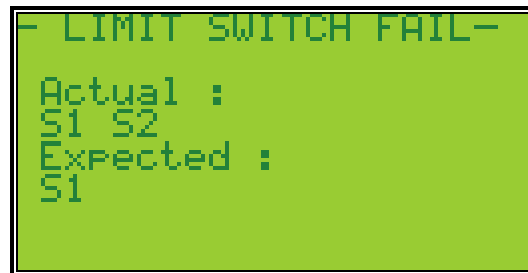 - LIMIT SWITCH FAIL-
Actual :
S1 S2
Expected :
S1